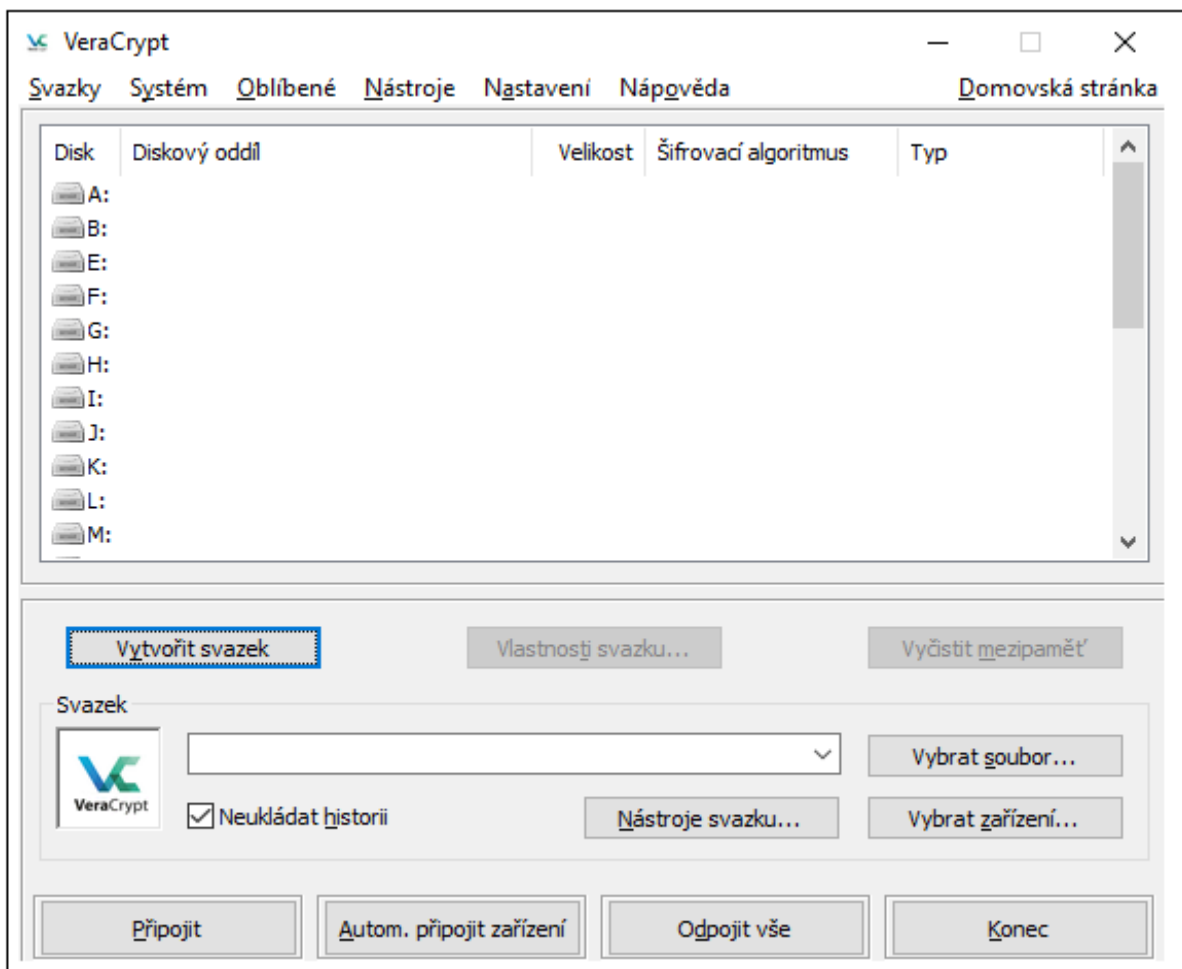 VeraCrypt
Svazky Systém Oblíbené Nástroje Nastavení Nápověda Domovská stránka
Disk Diskový oddíl Velikost Šifrovací algoritmus Typ
A:
B:
E:
F:
G:
H:
I:
J:
K:
L:
M:
Vytvořit svazek Vlastnosti svazku... Vyčistit mezipaměť
Svazek
VeraCrypt
Vybrat soubor...
Neukládat historii Nástroje svazku... Vybrat zařízení...
Připojit Autom. připojit zařízení Odpojit vše Konec